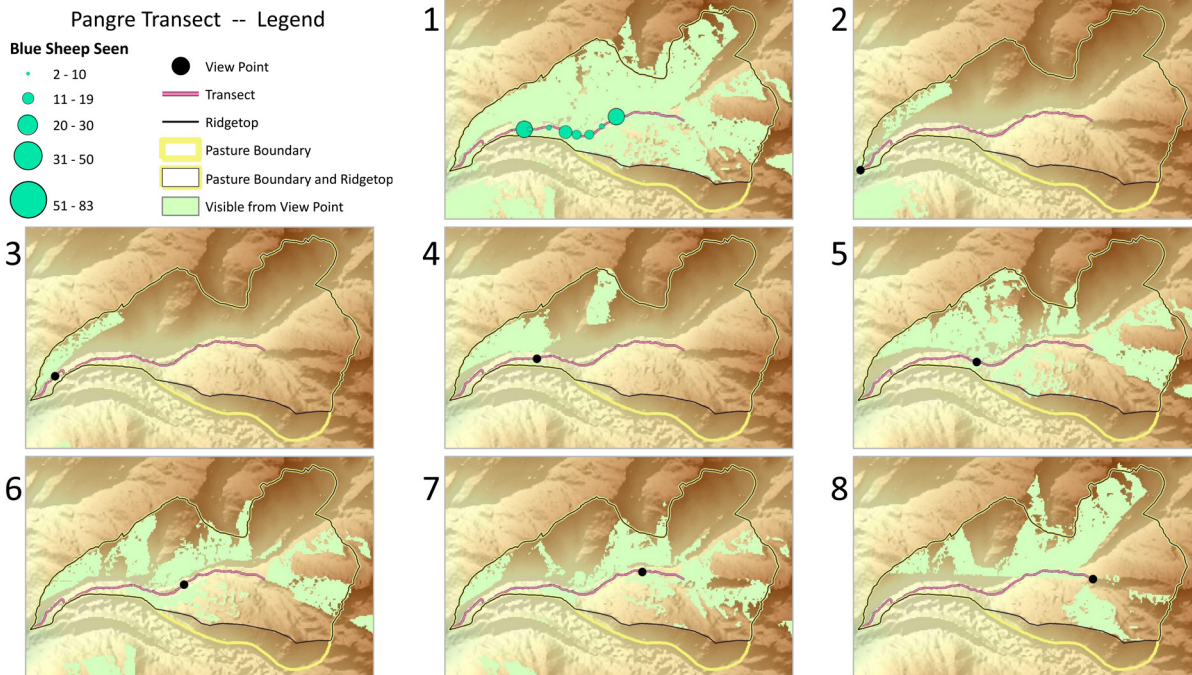 Pangre Transect -- Legend
Blue Sheep Seen
2 - 10
11 - 19
20 - 30
31 - 50
51 - 83
View Point
Transect
Ridgetop
Pasture Boundary
Pasture Boundary and Ridgetop
Visible from View Point
1
2
3
4
5
6
7
8